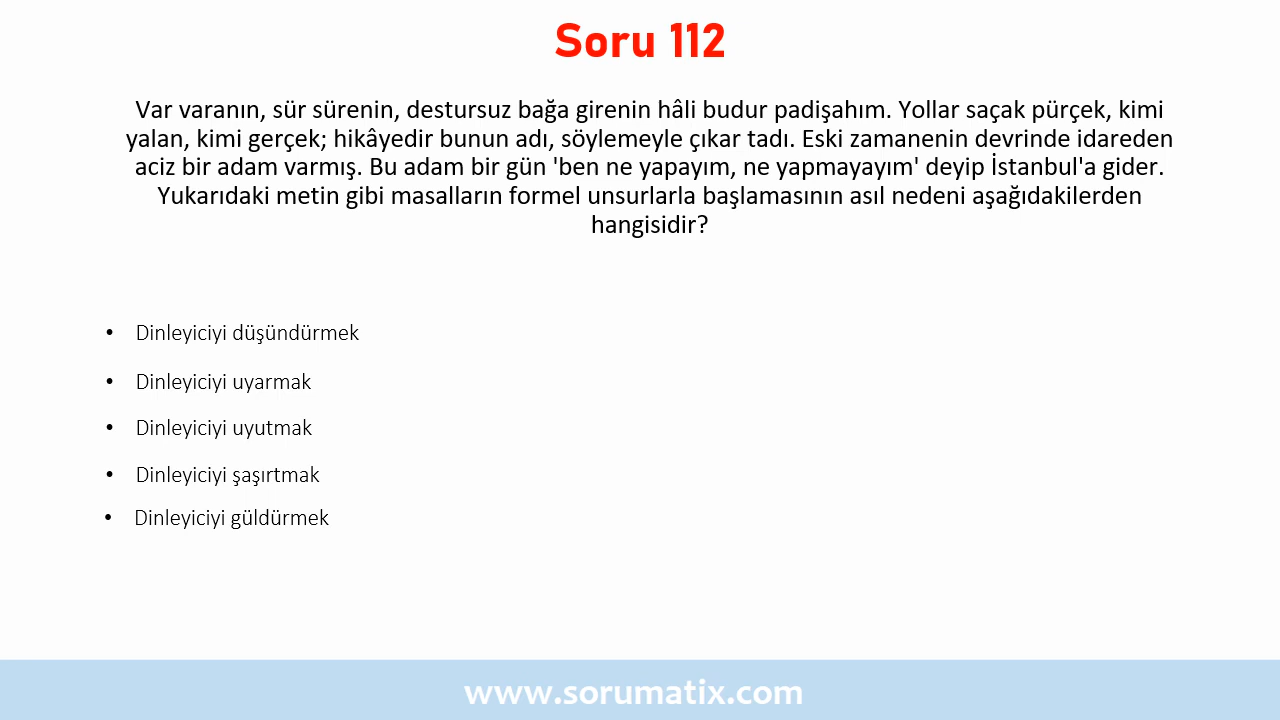 Soru 112
Var varanın, sür sürenin, destursuz bağa girenin hâli budur padişahım. Yollar saçak pürçek, kimi
yalan, kimi gerçek; hikâyedir bunun adı, söylemeyle çıkar tadı. Eski zamanenin devrinde idareden
aciz bir adam varmış. Bu adam bir gün 'ben ne yapayım, ne yapmayayım' deyip İstanbul'a gider.
Yukarıdaki metin gibi masalların formel unsurlarla başlamasının asıl nedeni aşağıdakilerden
hangisidir?
• Dinleyiciyi düşündürmek
• Dinleyiciyi uyarmak
• Dinleyiciyi uyutmak
• Dinleyiciyi şaşırtmak
• Dinleyiciyi güldürmek
www.sorumatix.com